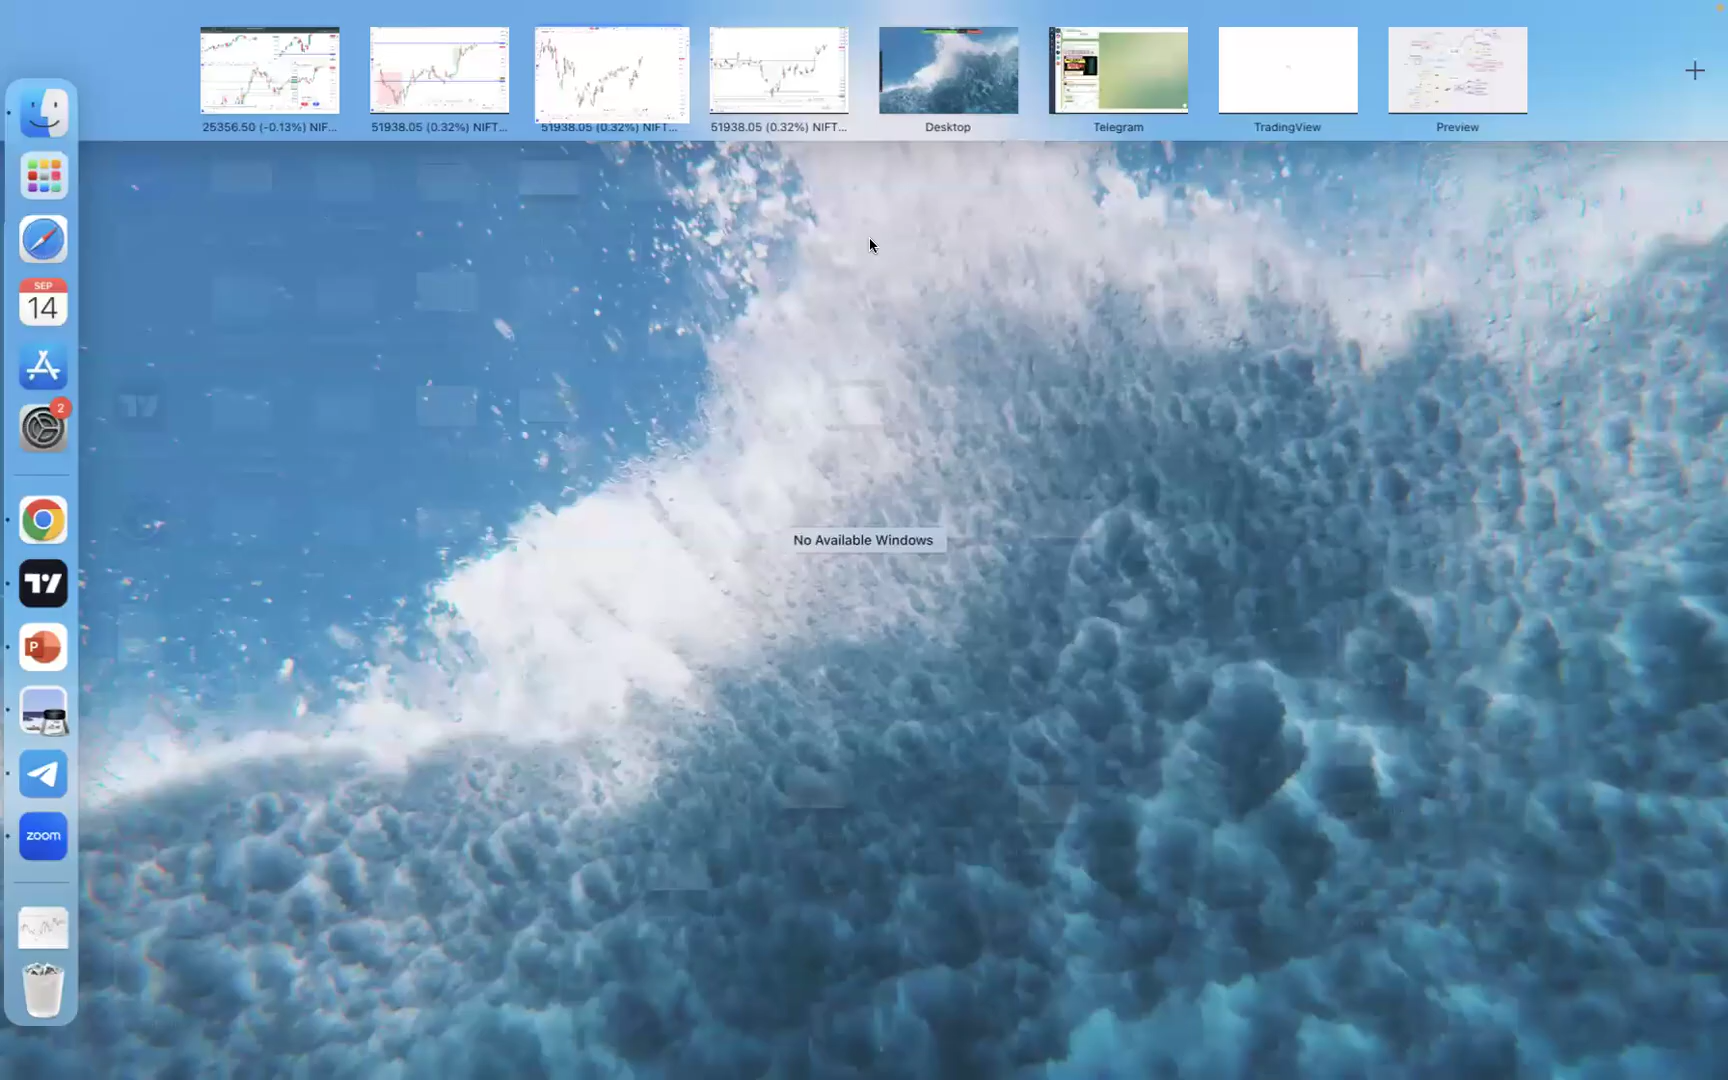 25356.50 (-0.13%) NIF...
51938.05 (0.32%) NIFT...
51938.05 (0.32%) NIFT...
51938.05 (0.32%) NIFT...
Desktop
Telegram
TradingView
Preview
SEP
14
2
No Available Windows
zoom